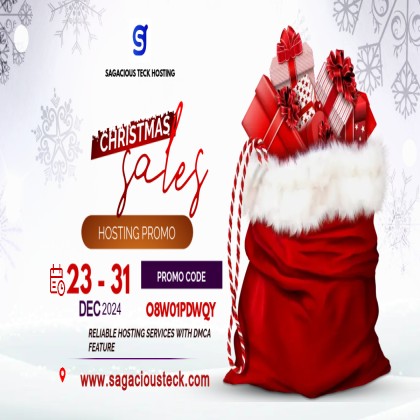 SAGACIOUS TECK HOSTING
CHRISTMAS
sales
HOSTING PROMO
23 - 31
DEC 2024
PROMO CODE
O8W01PDWQY
RELIABLE HOSTING SERVICES WITH DMCA
FEATURE
www.sagaciousteck.com